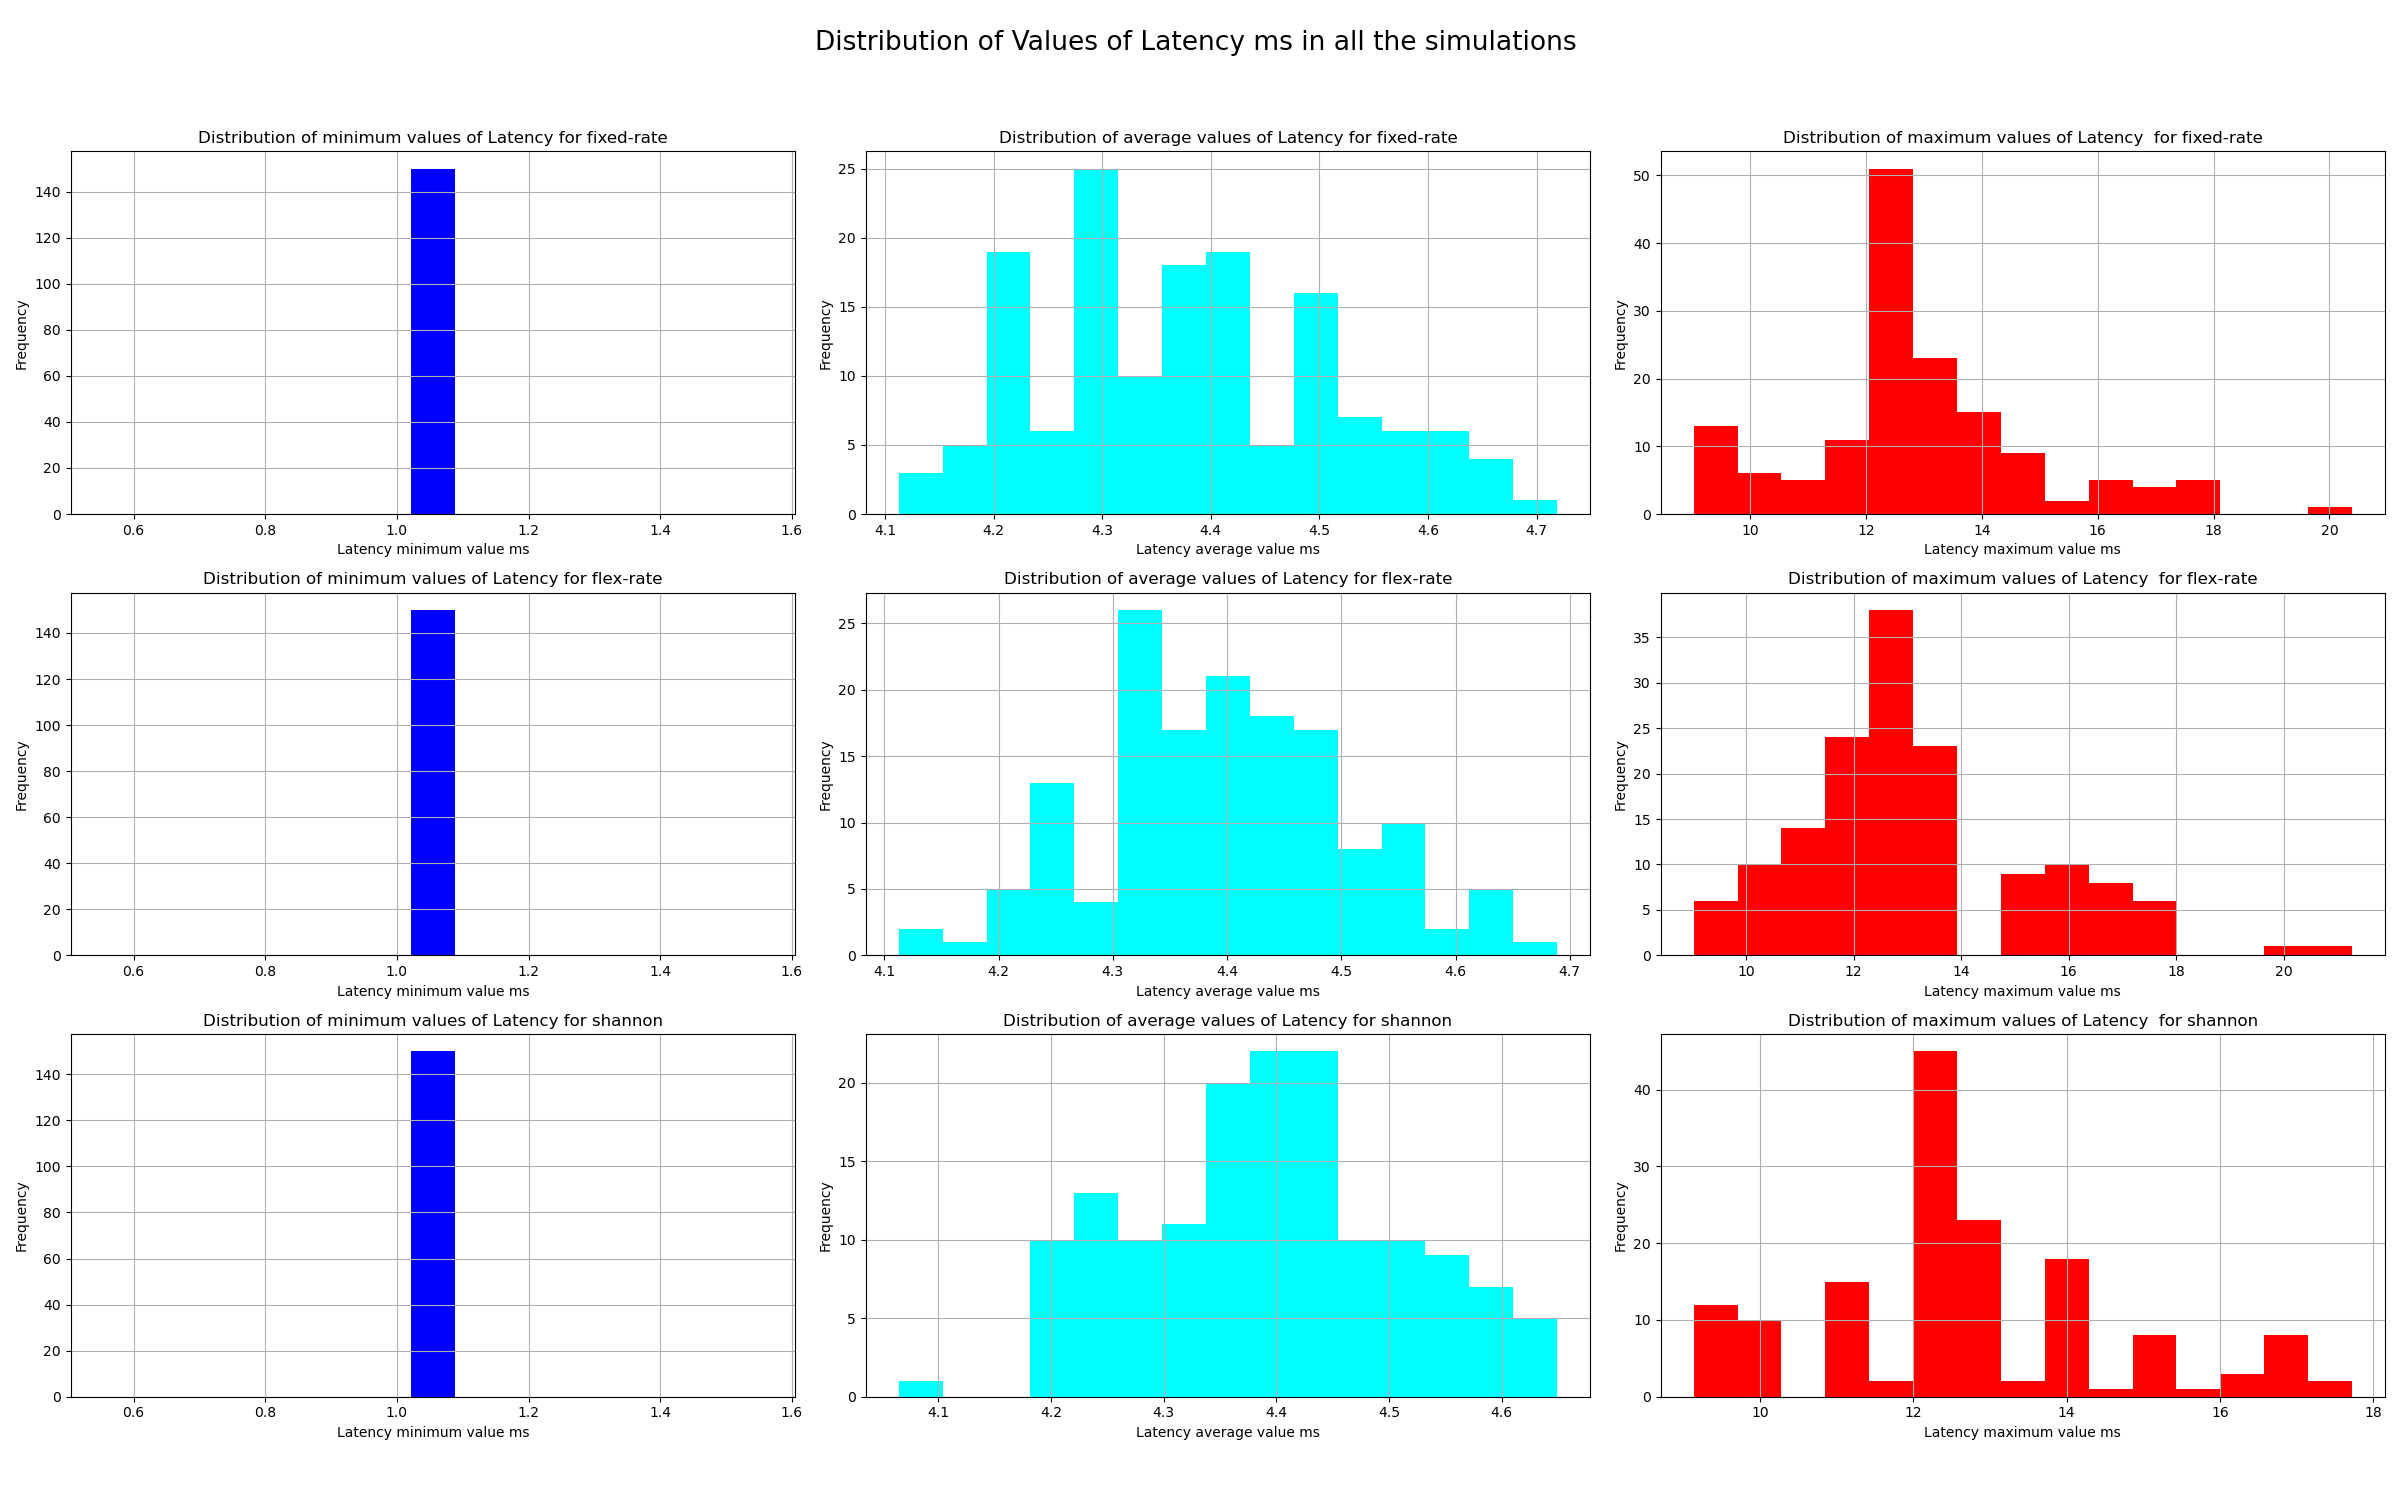 Distribution of Values of Latency ms in all the simulations
Distribution of minimum values of Latency for fixed-rate
Frequency
0
20
40
60
80
100
120
140
0.6 0.8 1.0 1.2 1.4 1.6
Latency minimum value ms
Distribution of average values of Latency for fixed-rate
Frequency
0
5
10
15
20
25
4.1 4.2 4.3 4.4 4.5 4.6 4.7
Latency average value ms
Distribution of maximum values of Latency  for fixed-rate
Frequency
0
10
20
30
40
50
10 12 14 16 18 20
Latency maximum value ms
Distribution of minimum values of Latency for flex-rate
Frequency
0
20
40
60
80
100
120
140
0.6 0.8 1.0 1.2 1.4 1.6
Latency minimum value ms
Distribution of average values of Latency for flex-rate
Frequency
0
5
10
15
20
25
4.1 4.2 4.3 4.4 4.5 4.6 4.7
Latency average value ms
Distribution of maximum values of Latency  for flex-rate
Frequency
0
5
10
15
20
25
30
35
10 12 14 16 18 20
Latency maximum value ms
Distribution of minimum values of Latency for shannon
Frequency
0
20
40
60
80
100
120
140
0.6 0.8 1.0 1.2 1.4 1.6
Latency minimum value ms
Distribution of average values of Latency for shannon
Frequency
0
5
10
15
20
4.1 4.2 4.3 4.4 4.5 4.6
Latency average value ms
Distribution of maximum values of Latency  for shannon
Frequency
0
10
20
30
40
10 12 14 16 18
Latency maximum value ms